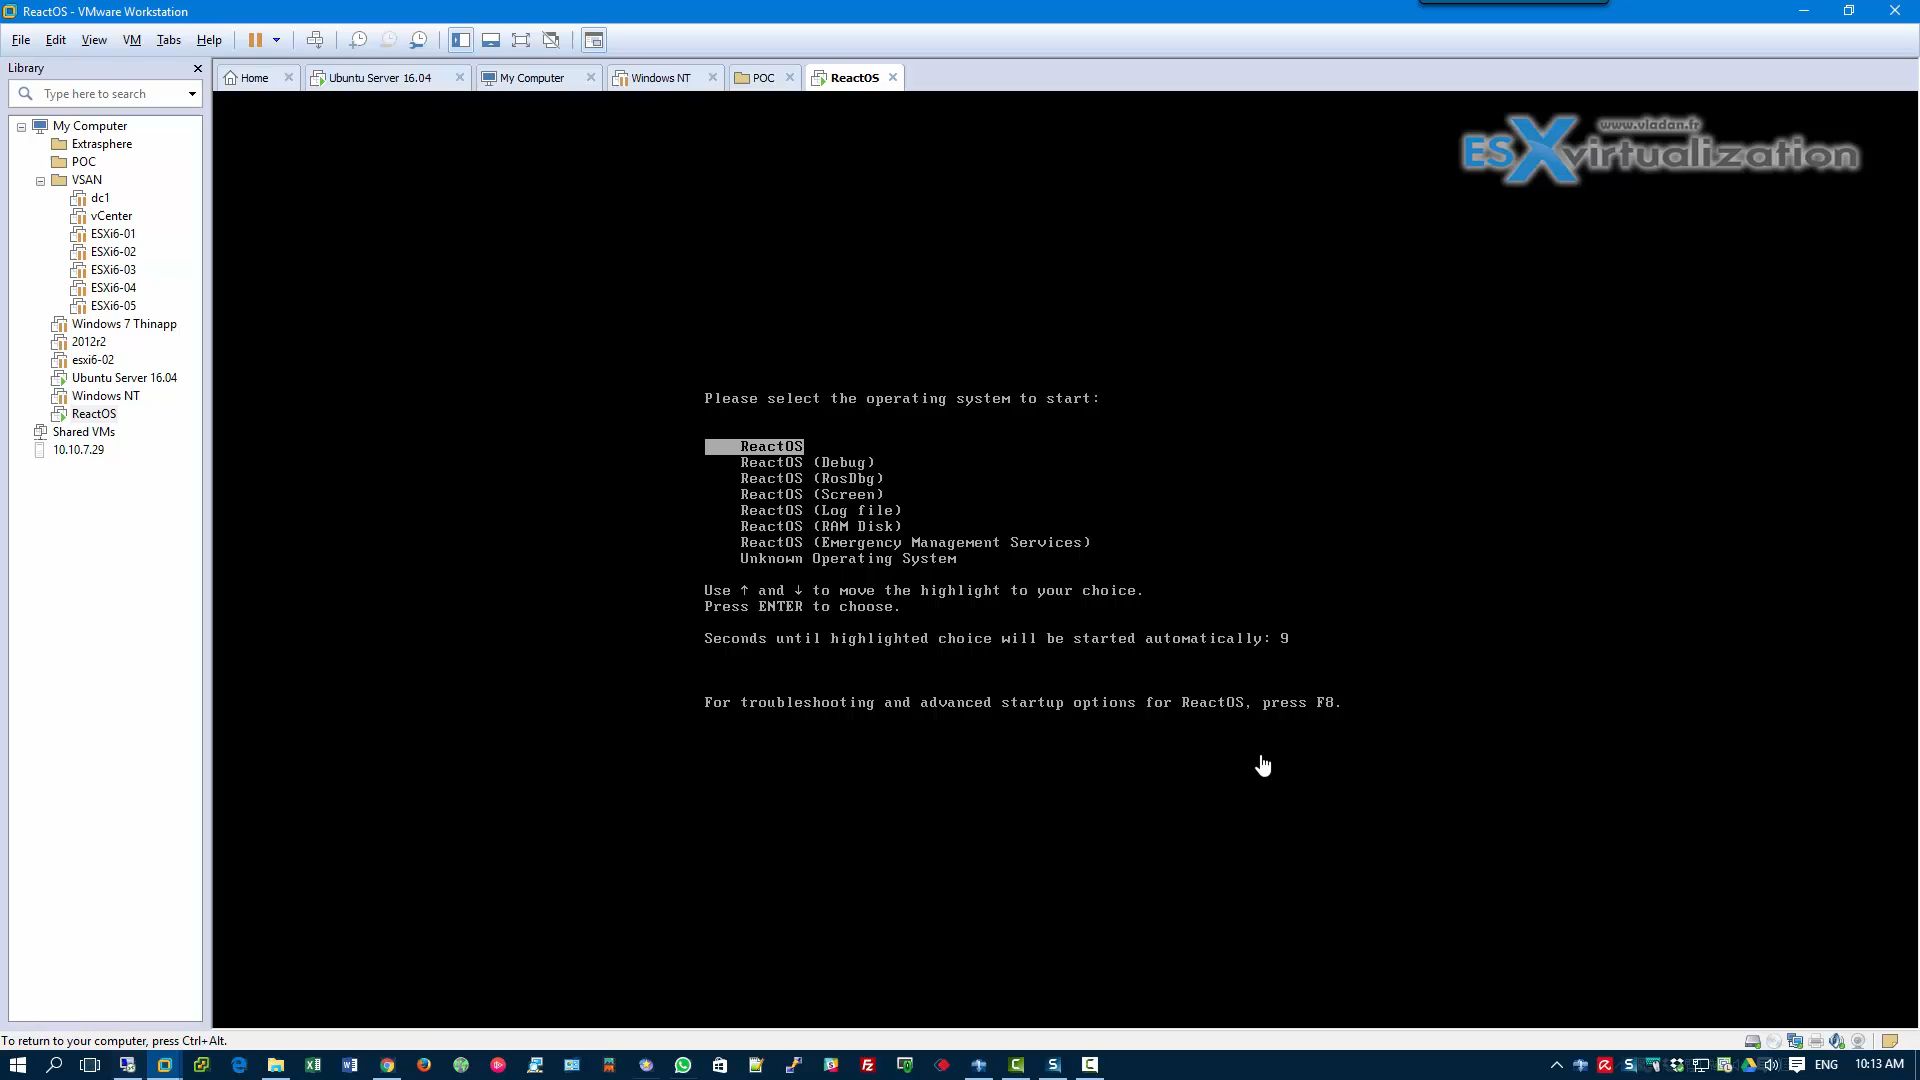 ReactOS - VMware Workstation
File Edit View VM Tabs Help
Library
Type here to search
Home
Ubuntu Server 16.04
My Computer
Windows NT
POC
ReactOS
My Computer
Extrasphere
POC
VSAN
dc1
vCenter
ESXi6-01
ESXi6-02
ESXi6-03
ESXi6-04
ESXi6-05
Windows 7 Thinapp
2012r2
esxi6-02
Ubuntu Server 16.04
Windows NT
ReactOS
Shared VMs
10.10.7.29
www.vladan.fr
ESXvirtualization
Please select the operating system to start:
ReactOS
ReactOS (Debug)
ReactOS (RosDbg)
ReactOS (Screen)
ReactOS (Log file)
ReactOS (RAM Disk)
ReactOS (Emergency Management Services)
Unknown Operating System
Use ↑ and ↓ to move the highlight to your choice.
Press ENTER to choose.
Seconds until highlighted choice will be started automatically: 9
For troubleshooting and advanced startup options for ReactOS, press F8.
To return to your computer, press Ctrl+Alt.
ENG
10:13 AM